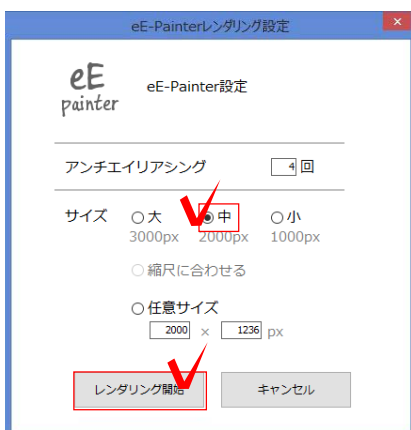 eE-Painterレンダリング設定
eE
painter
eE-Painter設定
アンチエイリアシング 4 回
サイズ 大 中 小
3000px 2000px 1000px
縮尺に合わせる
任意サイズ
2000 × 1236 px
レンダリング開始 キャンセル